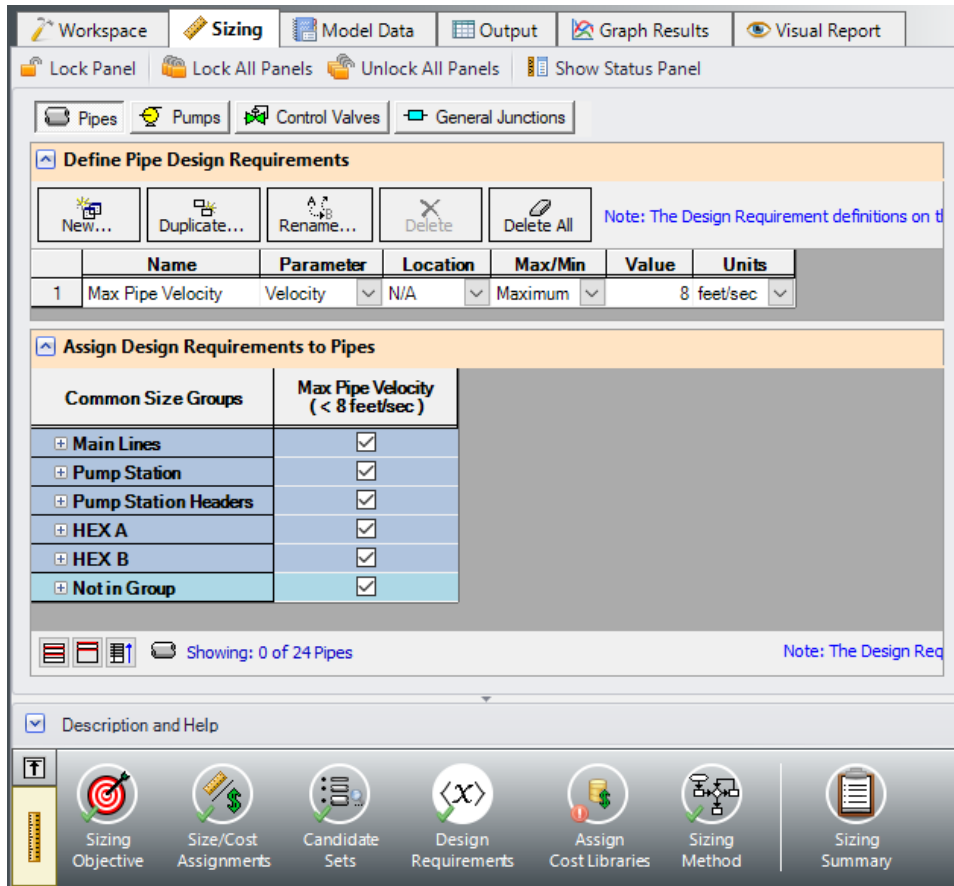 Workspace Sizing Model Data Output Graph Results Visual Report
Lock Panel Lock All Panels Unlock All Panels Show Status Panel
Pipes Pumps Control Valves General Junctions
Define Pipe Design Requirements
New... Duplicate... Rename... Delete Delete All Note: The Design Requirement definitions on t
Name Parameter Location Max/Min Value Units
1 Max Pipe Velocity Velocity N/A Maximum 8 feet/sec
Assign Design Requirements to Pipes
Common Size Groups Max Pipe Velocity
( < 8 feet/sec )
Main Lines
Pump Station
Pump Station Headers
HEX A
HEX B
Not in Group
Showing: 0 of 24 Pipes Note: The Design Req
Description and Help
Sizing Size/Cost Candidate Design Assign Sizing Sizing
Objective Assignments Sets Requirements Cost Libraries Method Summary